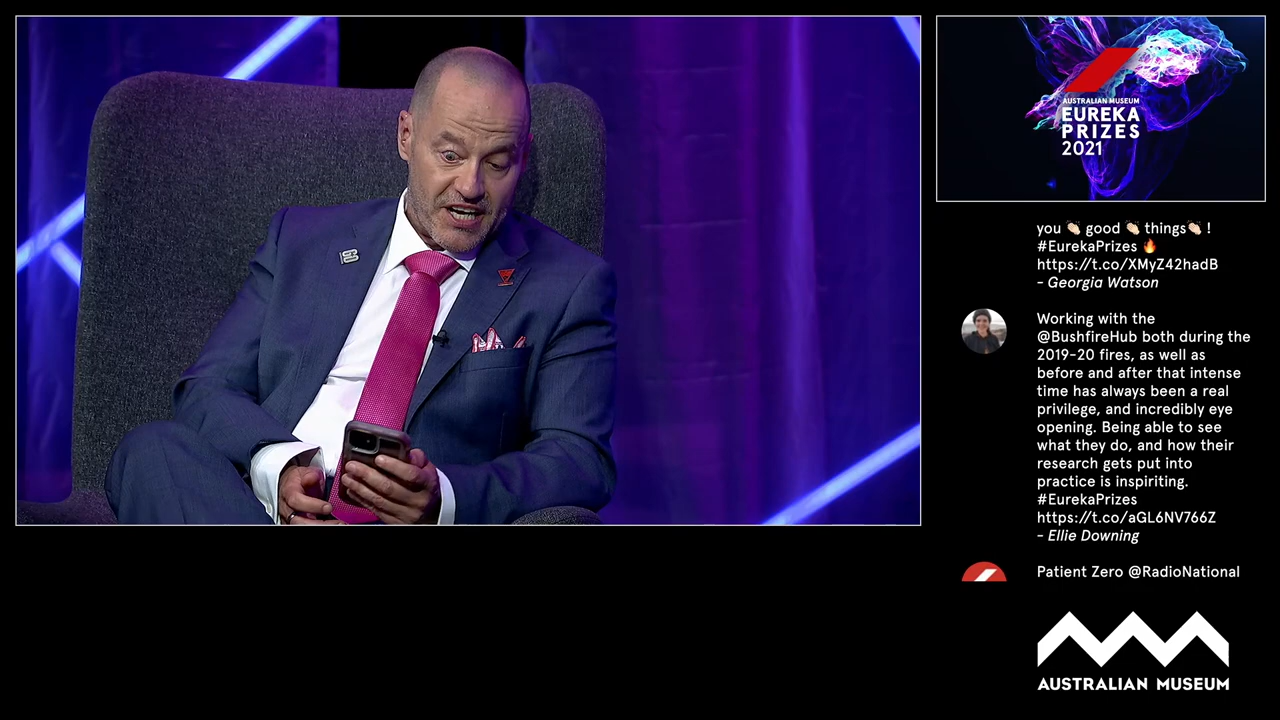 AUSTRALIAN MUSEUM
EUREKA
PRIZES
2021
you 👏🏻 good 👏🏻 things👏🏻 !
#EurekaPrizes 🔥
https://t.co/XMyZ42hadB
- Georgia Watson
Working with the
@BushfireHub both during the
2019-20 fires, as well as
before and after that intense
time has always been a real
privilege, and incredibly eye
opening. Being able to see
what they do, and how their
research gets put into
practice is inspiriting.
#EurekaPrizes
https://t.co/aGL6NV766Z
- Ellie Downing
Patient Zero @RadioNational
AUSTRALIAN MUSEUM